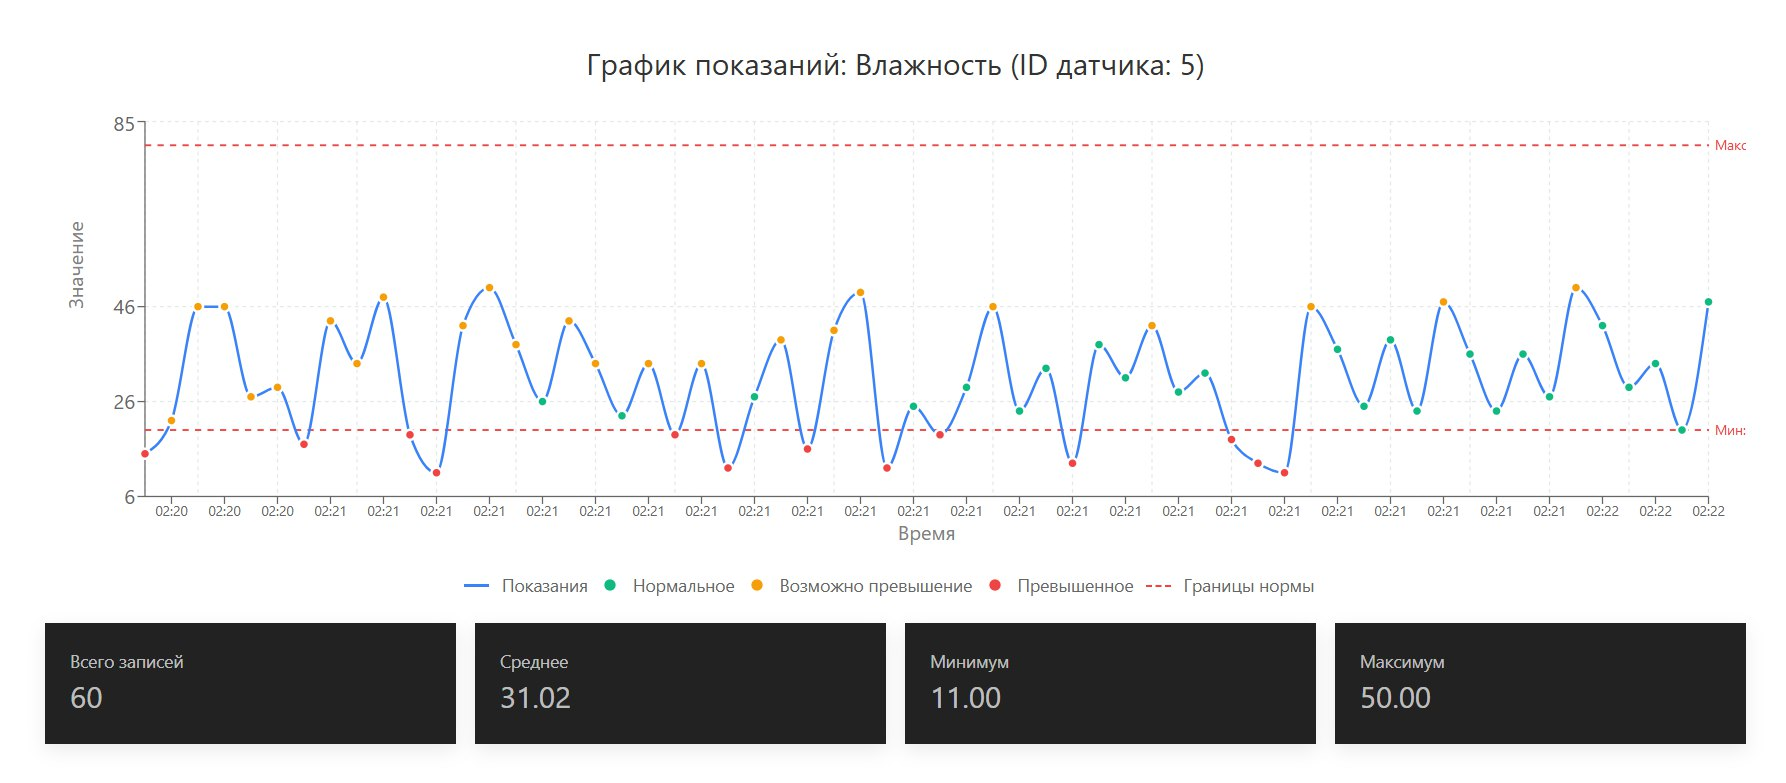 График показаний: Влажность (ID датчика: 5)
85
Макс
Значение
46
26
Мин:
6
02:20 02:20 02:20 02:21 02:21 02:21 02:21 02:21 02:21 02:21 02:21 02:21 02:21 02:21 02:21 02:21 02:21 02:21 02:21 02:21 02:21 02:21 02:21 02:21 02:21 02:21 02:21 02:22 02:22 02:22
Время
Показания Нормальное Возможно превышение Превышенное Границы нормы
Всего записей
60
Среднее
31.02
Минимум
11.00
Максимум
50.00